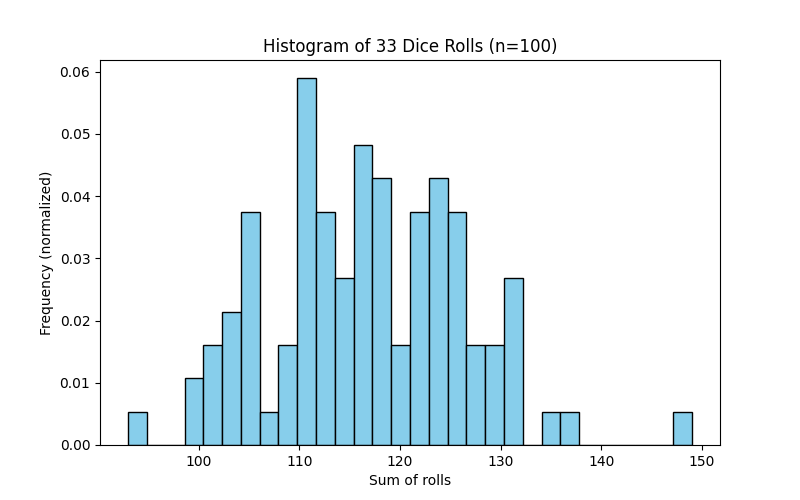 Histogram of 33 Dice Rolls (n=100)
Frequency (normalized)
0.06
0.05
0.04
0.03
0.02
0.01
0.00
100 110 120 130 140 150
Sum of rolls